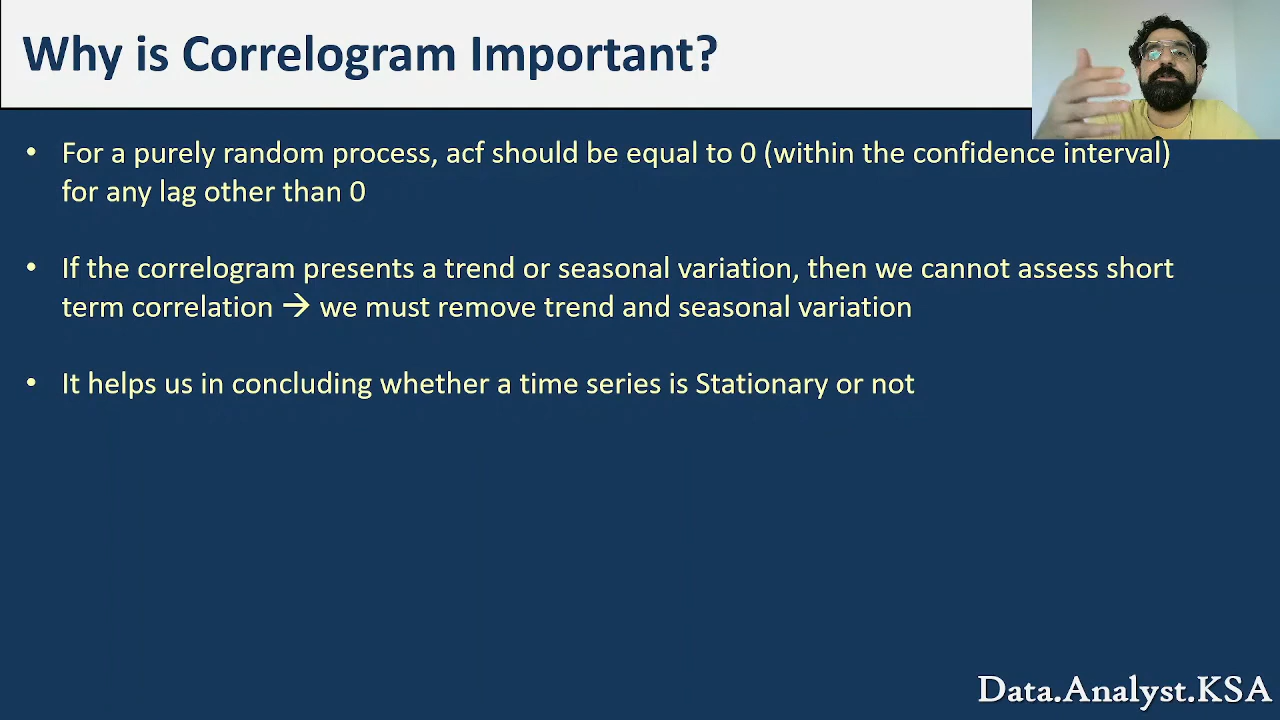 Why is Correlogram Important?
• For a purely random process, acf should be equal to 0 (within the confidence interval)
for any lag other than 0
• If the correlogram presents a trend or seasonal variation, then we cannot assess short
term correlation → we must remove trend and seasonal variation
• It helps us in concluding whether a time series is Stationary or not
Data.Analyst.KSA